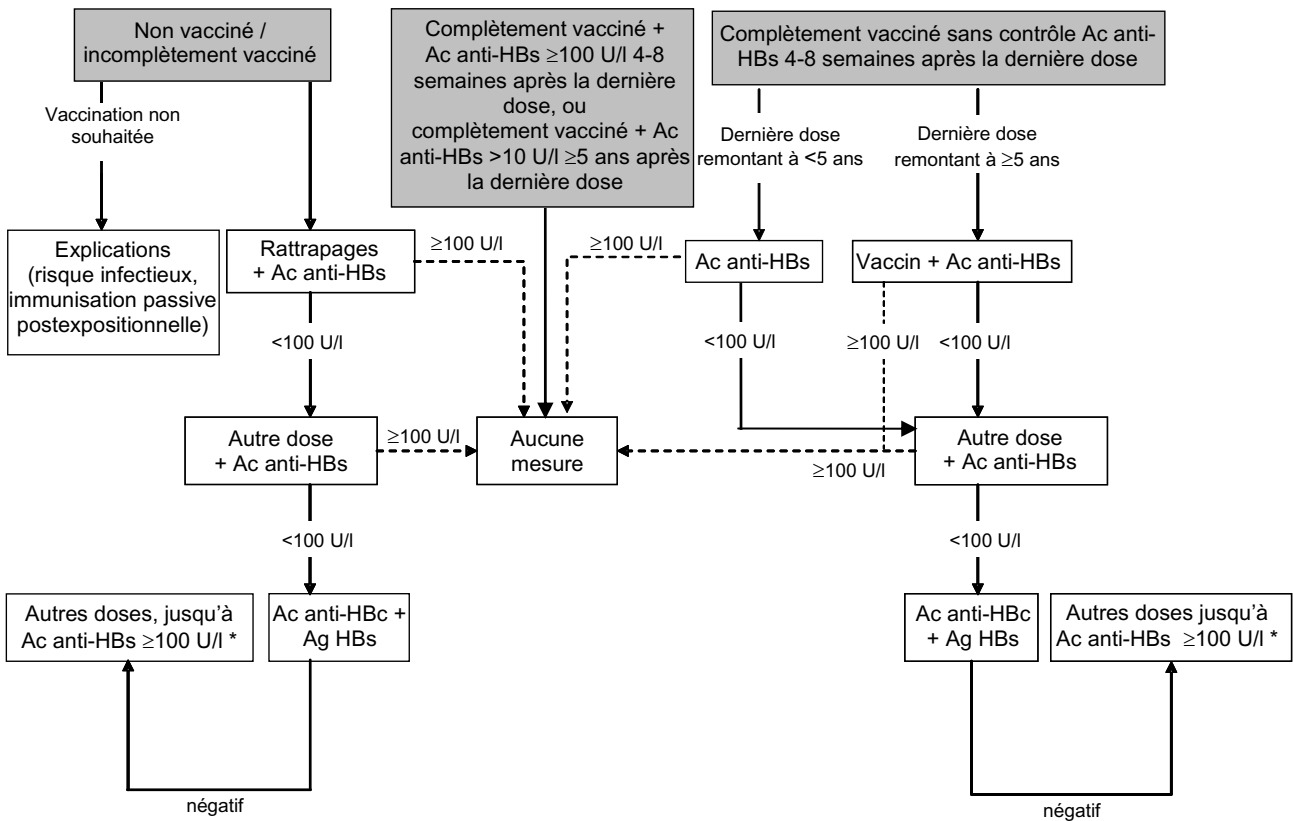 Non vacciné /
incomplètement vacciné
Complètement vacciné +
Ac anti-HBs ≥100 U/l 4-8
semaines après la dernière
dose, ou
complètement vacciné + Ac
anti-HBs >10 U/l ≥5 ans après
la dernière dose
Complètement vacciné sans contrôle Ac anti-
HBs 4-8 semaines après la dernière dose
Vaccination non
souhaitée
Dernière dose
remontant à <5 ans
Dernière dose
remontant à ≥5 ans
Explications
(risque infectieux,
immunisation passive
postexpositionnelle)
Rattrapages
+ Ac anti-HBs
≥100 U/l
≥100 U/l
Ac anti-HBs
Vaccin + Ac anti-HBs
<100 U/l
<100 U/l
≥100 U/l
<100 U/l
Autre dose
+ Ac anti-HBs
≥100 U/l
Aucune
mesure
≥100 U/l
Autre dose
+ Ac anti-HBs
<100 U/l
<100 U/l
Autres doses, jusqu'à
Ac anti-HBs ≥100 U/l *
Ac anti-HBc +
Ag HBs
Ac anti-HBc
+ Ag HBs
Autres doses jusqu'à
Ac anti-HBs ≥100 U/l *
négatif
négatif